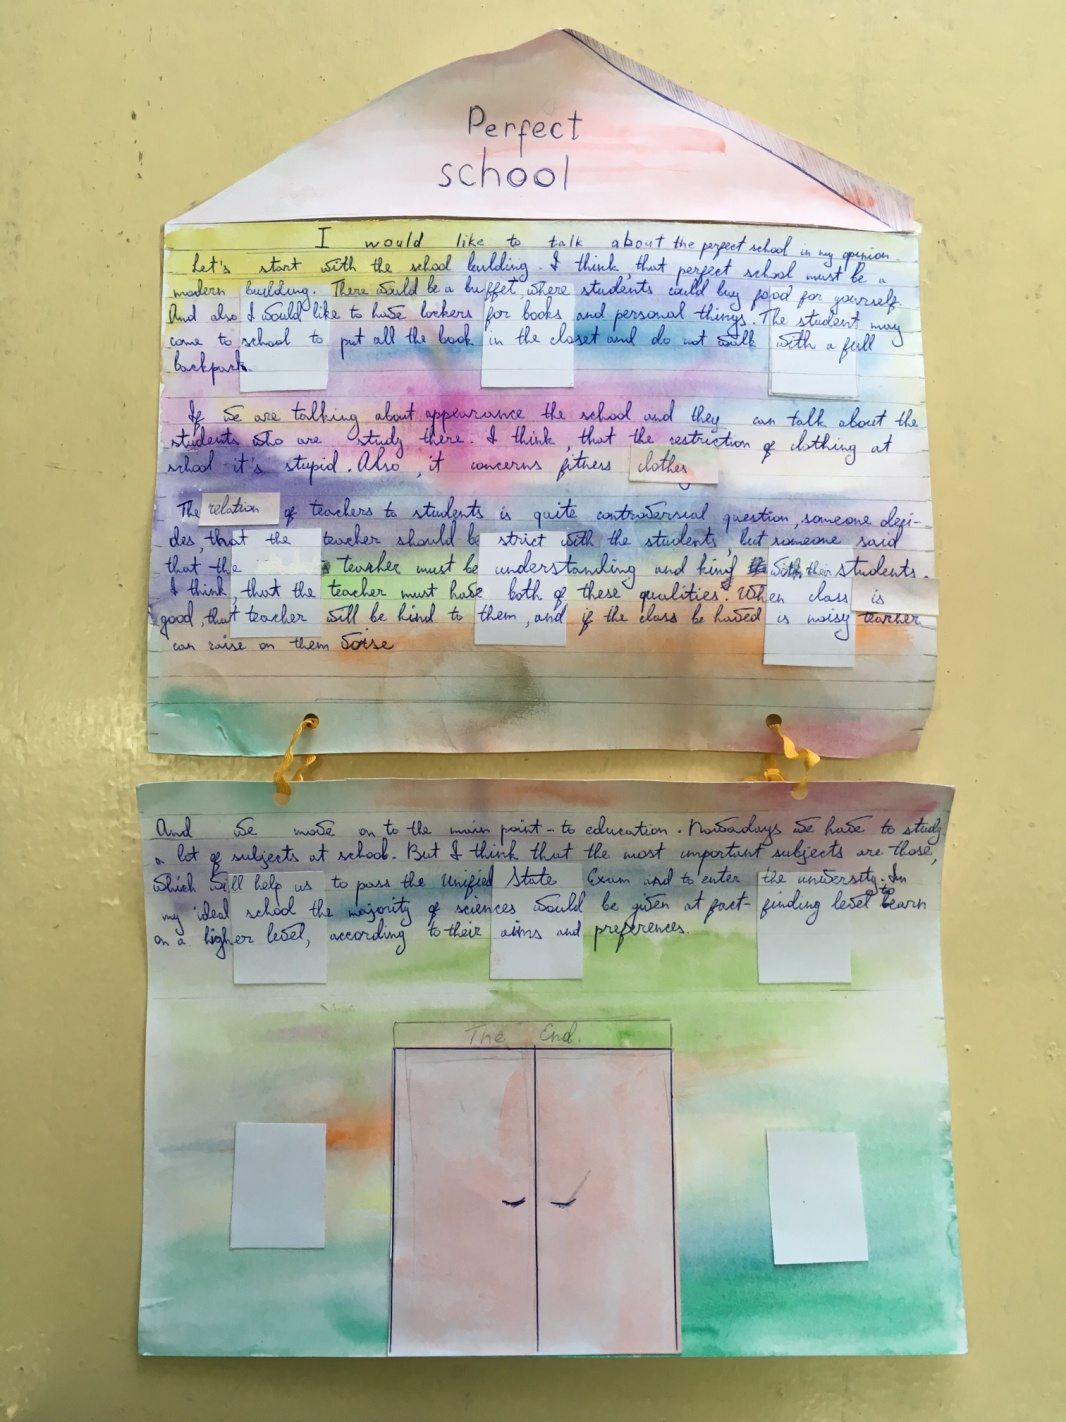 Perfect
school
I would like to talk about the perfect school in my opinion.
Let's start with the school building. I think, that perfect school must be a
modern building. There would be a buffet, where students could buy food for yourself.
And also I would like to have lockers for books and personal things. The student may
come to school to put all the book in the closet and do not walk with a full
backpack.
If we are talking about appearance the school and they can talk about the
students who are study there. I think, that the restriction of clothing at
school it's stupid. Also, it concerns fitness clothes
The relation of teachers to students is quite controversial question, someone deci-
des, that the teacher should be strict with the students, but someone said
that the teacher must be understanding and kind with their students.
I think, that the teacher must have both of these qualities. When class is
good, that teacher will be kind to them, and if the class be haved is noisy teacher
can raise on them voise
And we move on to the main point - to education. Nowadays we have to study
a lot of subjects at school. But I think that the most important subjects are those,
which will help us to pass the Unified State Exam and to enter the university. In
my ideal school the majority of sciences would be given at fact-finding level to learn
on a higher level, according to their aims and preferences.
The End.